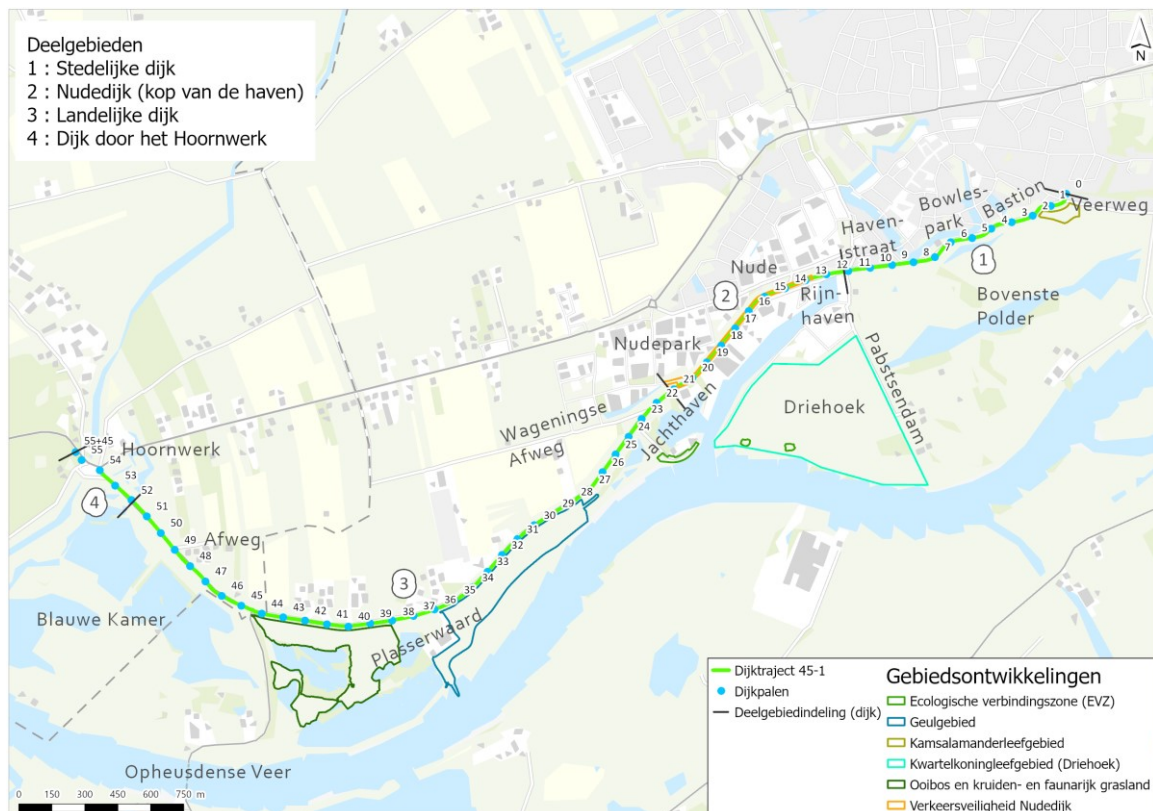 Deelgebieden
1 : Stedelijke dijk
2 : Nudedijk (kop van de haven)
3 : Landelijke dijk
4 : Dijk door het Hoornwerk
N
0
1
Veerweg
2
Bastion
3
Bowles-
park
4
5
6
7
1
Haven-
straat
8
9
10
11
12
13
Nude
14
15
Rijn-
haven
2
16
17
Bovenste
Polder
18
19
Nudepark
20
Pabstsendam
21
22
Driehoek
Jachthaven
23
Wageningse
Afweg
24
25
26
55+45
55
Hoornwerk
54
53
27
28
4
52
29
51
30
50
31
49
Afweg
32
48
33
47
3
34
46
35
45
36
44
43
42
41
40
39
38
37
Blauwe Kamer
Plasserwaard
Opheusdense Veer
0 150 300 450 600 750 m
Dijktraject 45-1
Dijkpalen
Deelgebiedindeling (dijk)
Gebiedsontwikkelingen
Ecologische verbindingszone (EVZ)
Geulgebied
Kamsalamanderleefgebied
Kwartelkoningleefgebied (Driehoek)
Ooibos en kruiden- en faunarijk grasland
Verkeersveiligheid Nudedijk